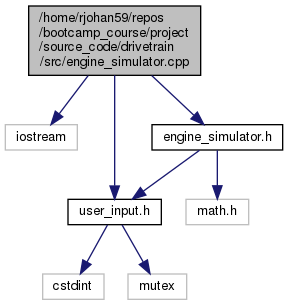 /home/rjohan59/repos
/bootcamp_course/project
/source_code/drivetrain
/src/engine_simulator.cpp
iostream
engine_simulator.h
user_input.h
math.h
cstdint
mutex